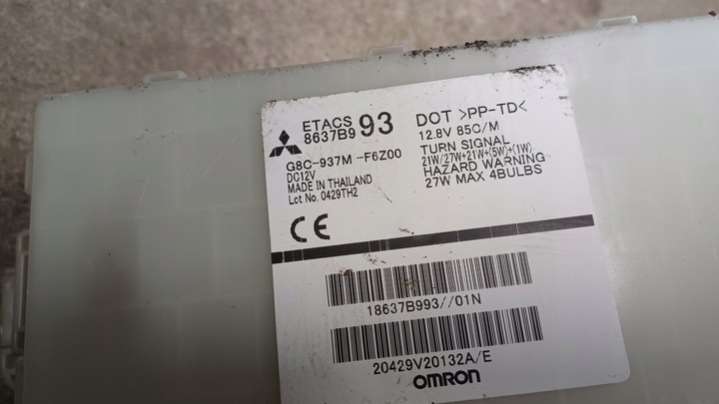 ETACS
8637B9 93
G8C-937M -F6Z00
DC12V
MADE IN THAILAND
Lot No. 0429TH2
DOT >PP-TD<
12.8V 85C/M
TURN SIGNAL
21W/27W+21W+(5W)+(1W)
HAZARD WARNING
27W MAX 4BULBS
CE
18637B993//01N
20429V20132A/E
OMRON